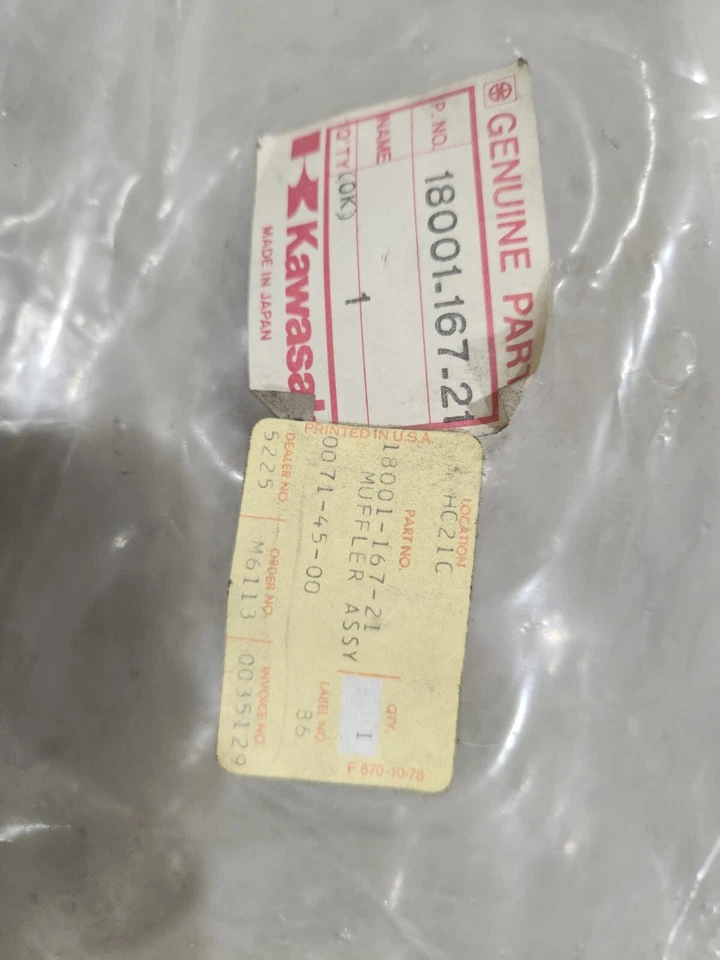 GENUINE PART
P. NO. 18001-167-21
NAME
Q'TY (OK) 1
Kawasaki
MADE IN JAPAN
PRINTED IN U.S.A.
LOCATION
HC21C
PART NO. QTY.
18001-167-21 1
MUFFLER ASSY
LABEL NO.
0071-45-00 36
DEALER NO. ORDER NO. INVOICE NO.
5225 M6113 0035129
F 670-10-78